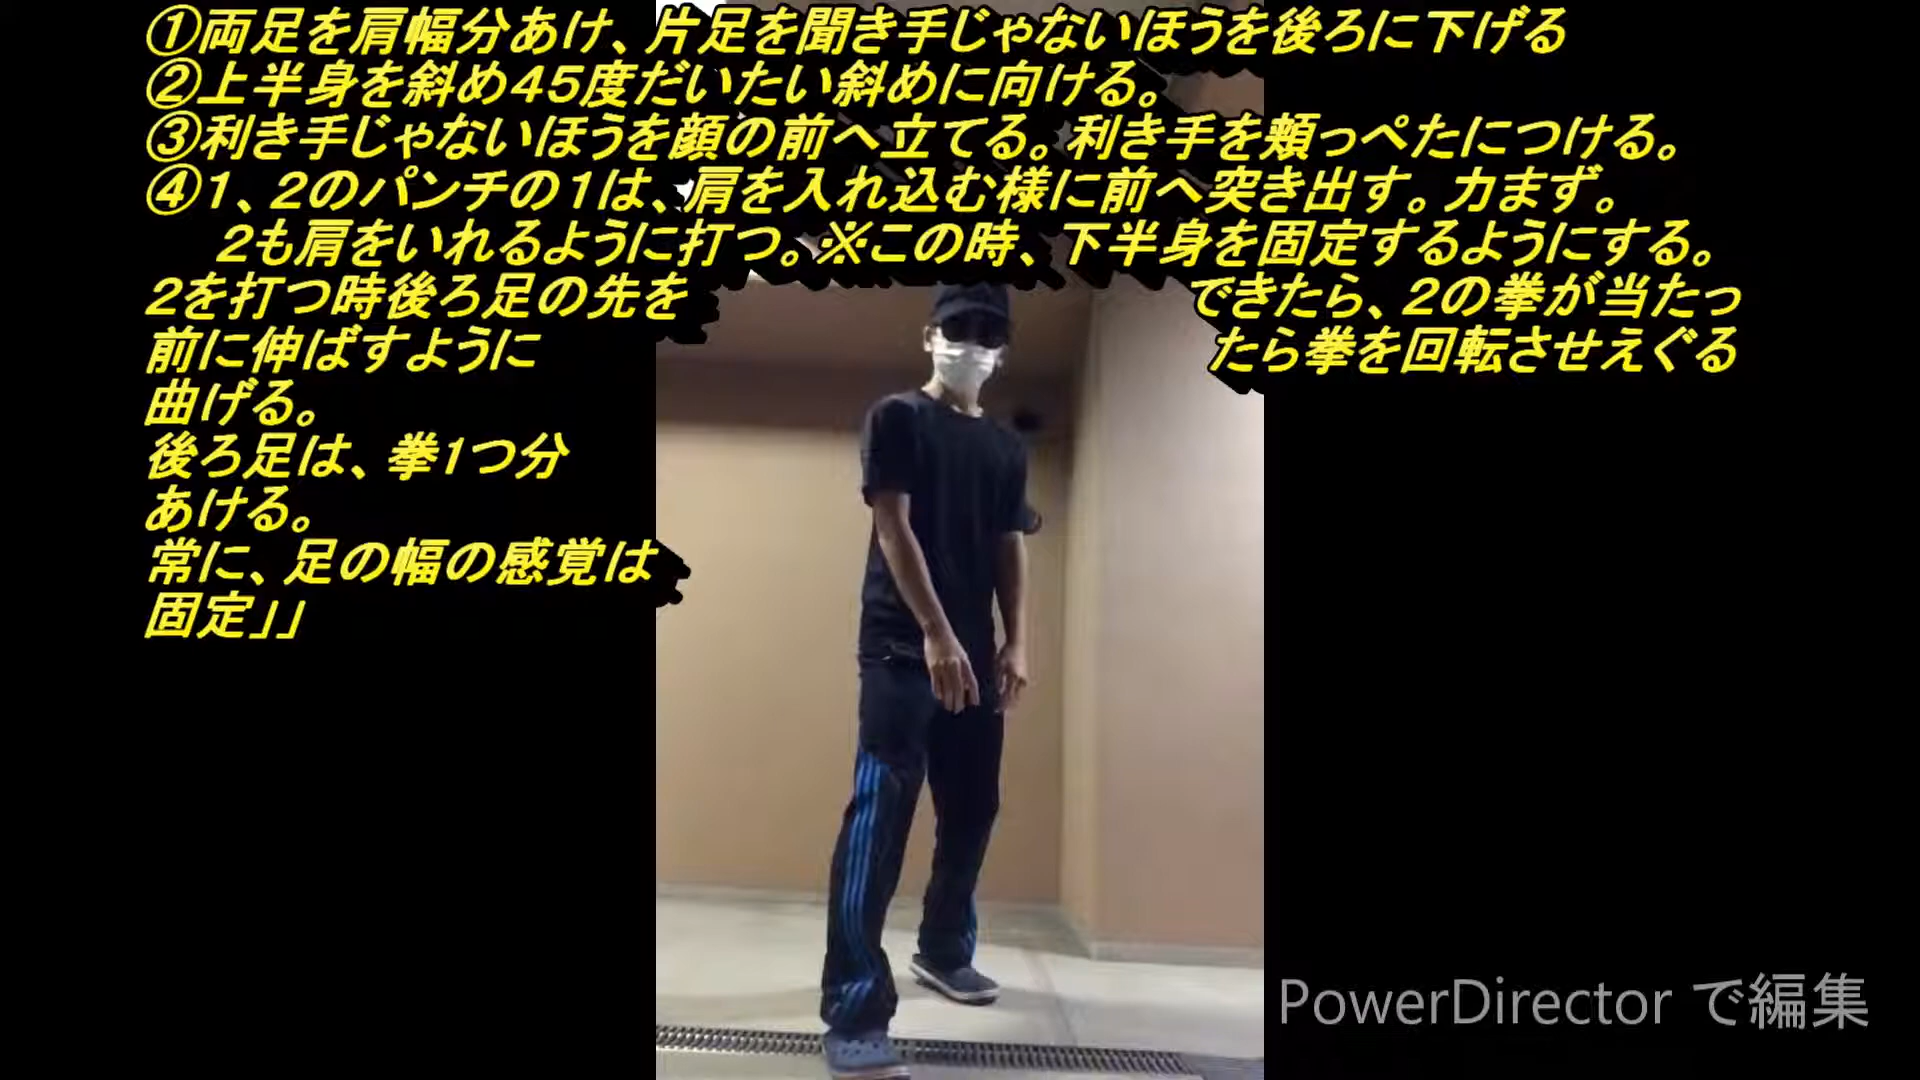 ①両足を肩幅分あけ、片足を聞き手じゃないほうを後ろに下げる
②上半身を斜め45度だいたい斜めに向ける。
③利き手じゃないほうを顔の前へ立てる。利き手を頬っぺたにつける。
④1、2のパンチの1は、肩を入れ込む様に前へ突き出す。力まず。
2も肩をいれるように打つ。※この時、下半身を固定するようにする。
2を打つ時後ろ足の先を
前に伸ばすように
曲げる。
後ろ足は、拳1つ分
あける。
常に、足の幅の感覚は
固定」」
できたら、2の拳が当たっ
たら拳を回転させえぐる
PowerDirector で編集